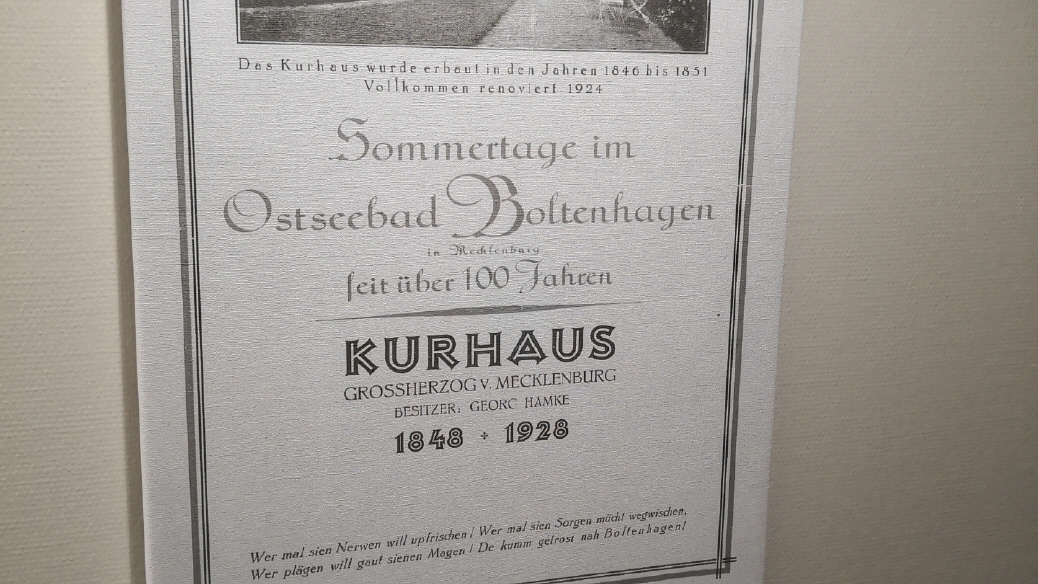 Das Kurhaus wurde erbaut in den Jahren 1846 bis 1851
Vollkommen renoviert 1924
Sommertage im
Ostseebad Boltenhagen
in Mecklenburg
seit über 100 Jahren
KURHAUS
GROSSHERZOG V. MECKLENBURG
BESITZER: GEORG HAMKE
1848 + 1928
Wer mal sien Nerwen will upfrischen! Wer mal sien Sorgen mücht wegwischen,
Wer plägen will gaut sienen Magen! De kumm getrost nah Boltenhagen!